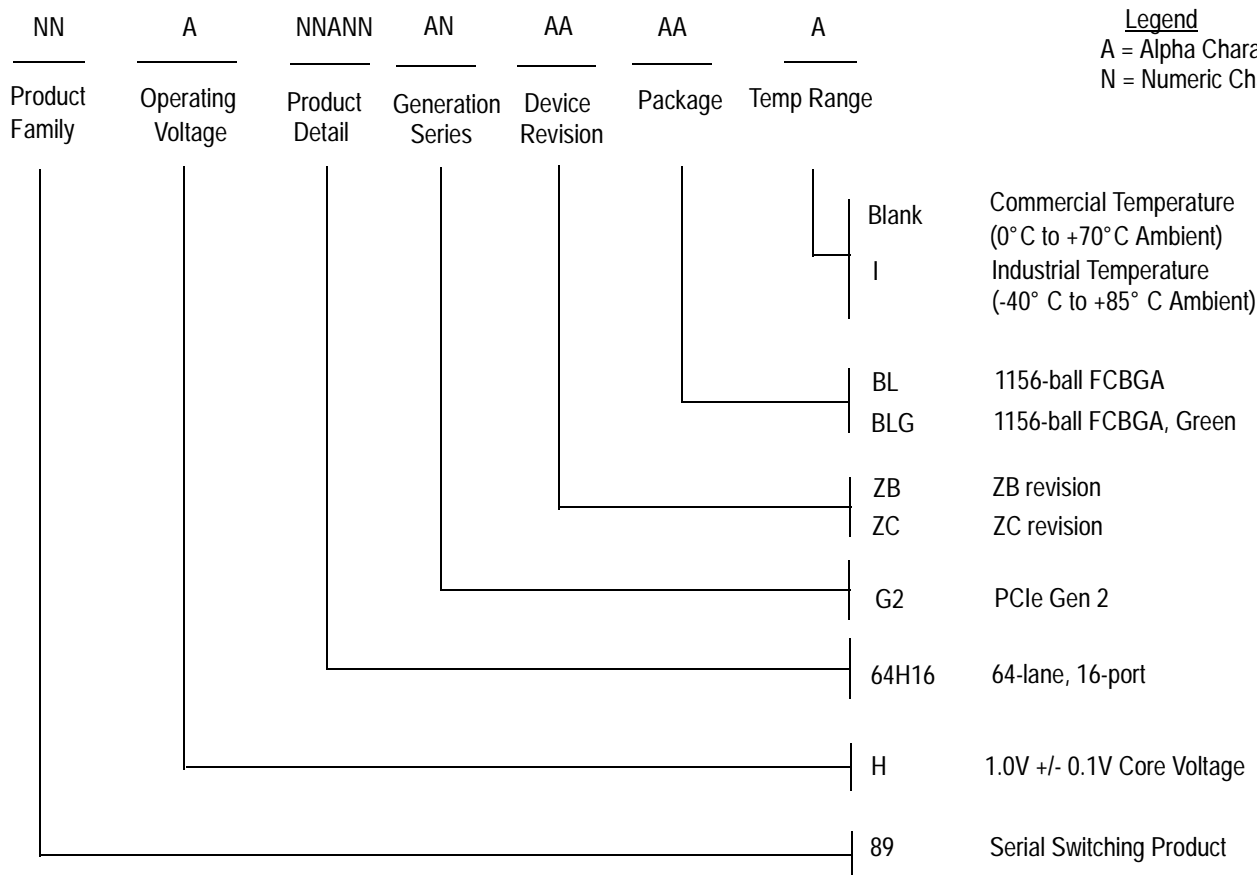 NN A NNANN AN AA AA A
Legend
A = Alpha
N = Numeric
Product Family
Operating Voltage
Product Detail
Generation Series
Device Revision
Package
Temp Range
Blank Commercial Temperature
(0°C to +70°C Ambient)
I Industrial Temperature
(-40° C to +85° C Ambient)
BL 1156-ball FCBGA
BLG 1156-ball FCBGA, Green
ZB ZB revision
ZC ZC revision
G2 PCIe Gen 2
64H16 64-lane, 16-port
H 1.0V +/- 0.1V Core Voltage
89 Serial Switching Product